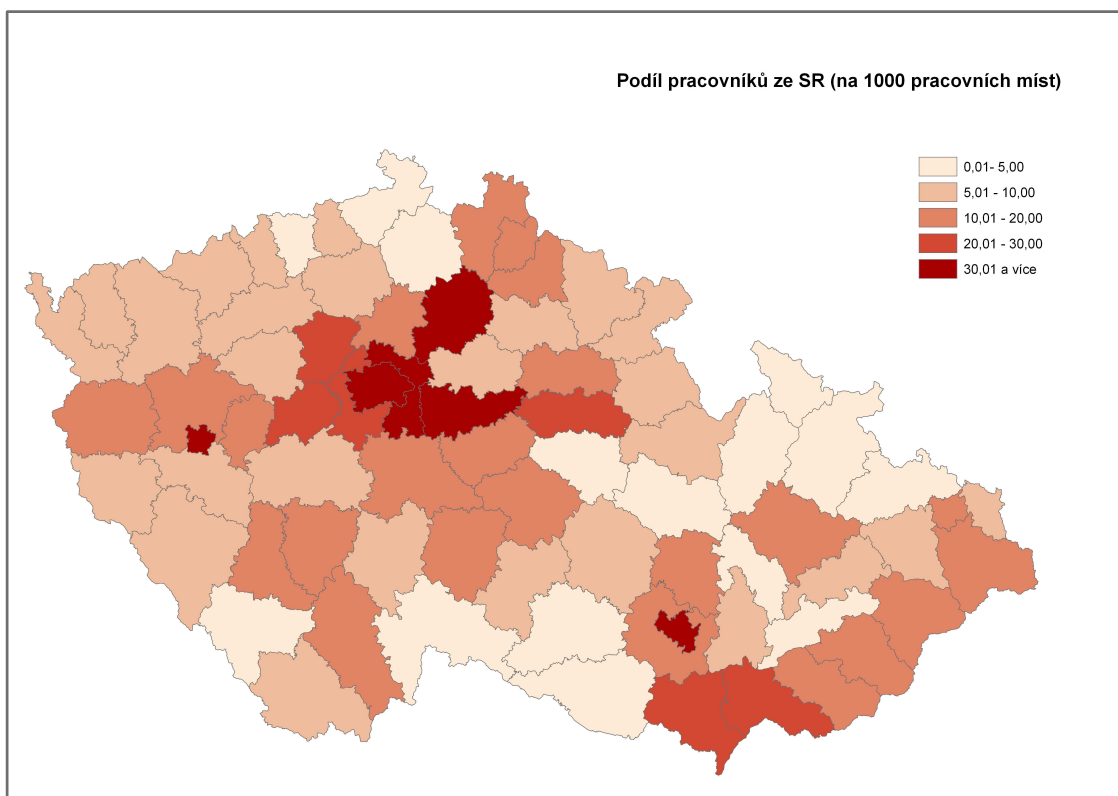 Podíl pracovníků ze SR (na 1000 pracovních míst)
0,01- 5,00
5,01 - 10,00
10,01 - 20,00
20,01 - 30,00
30,01 a více